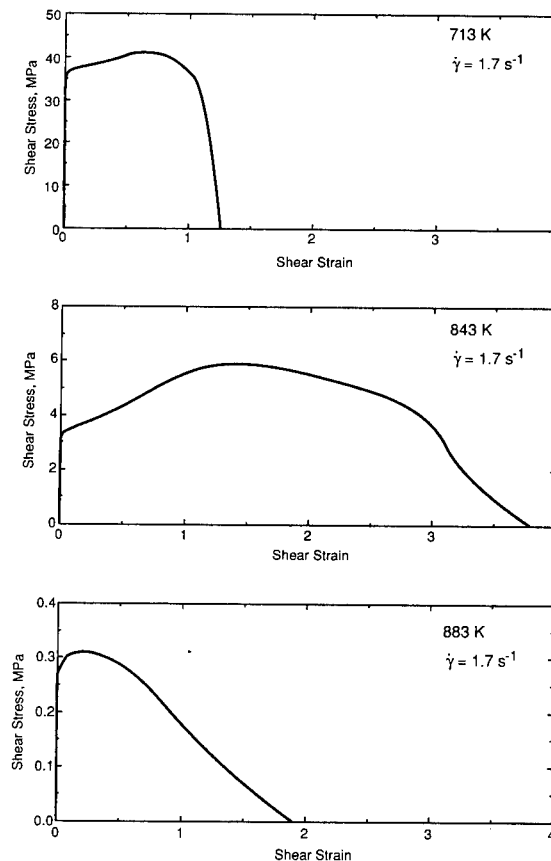 50
40
30
20
10
0
Shear Stress, MPa
713 K
γ̇ = 1.7 s⁻¹
0 1 2 3
Shear Strain
8
6
4
2
0
Shear Stress, MPa
843 K
γ̇ = 1.7 s⁻¹
0 1 2 3
Shear Strain
0.4
0.3
0.2
0.1
0.0
Shear Stress, MPa
883 K
γ̇ = 1.7 s⁻¹
0 1 2 3 4
Shear Strain